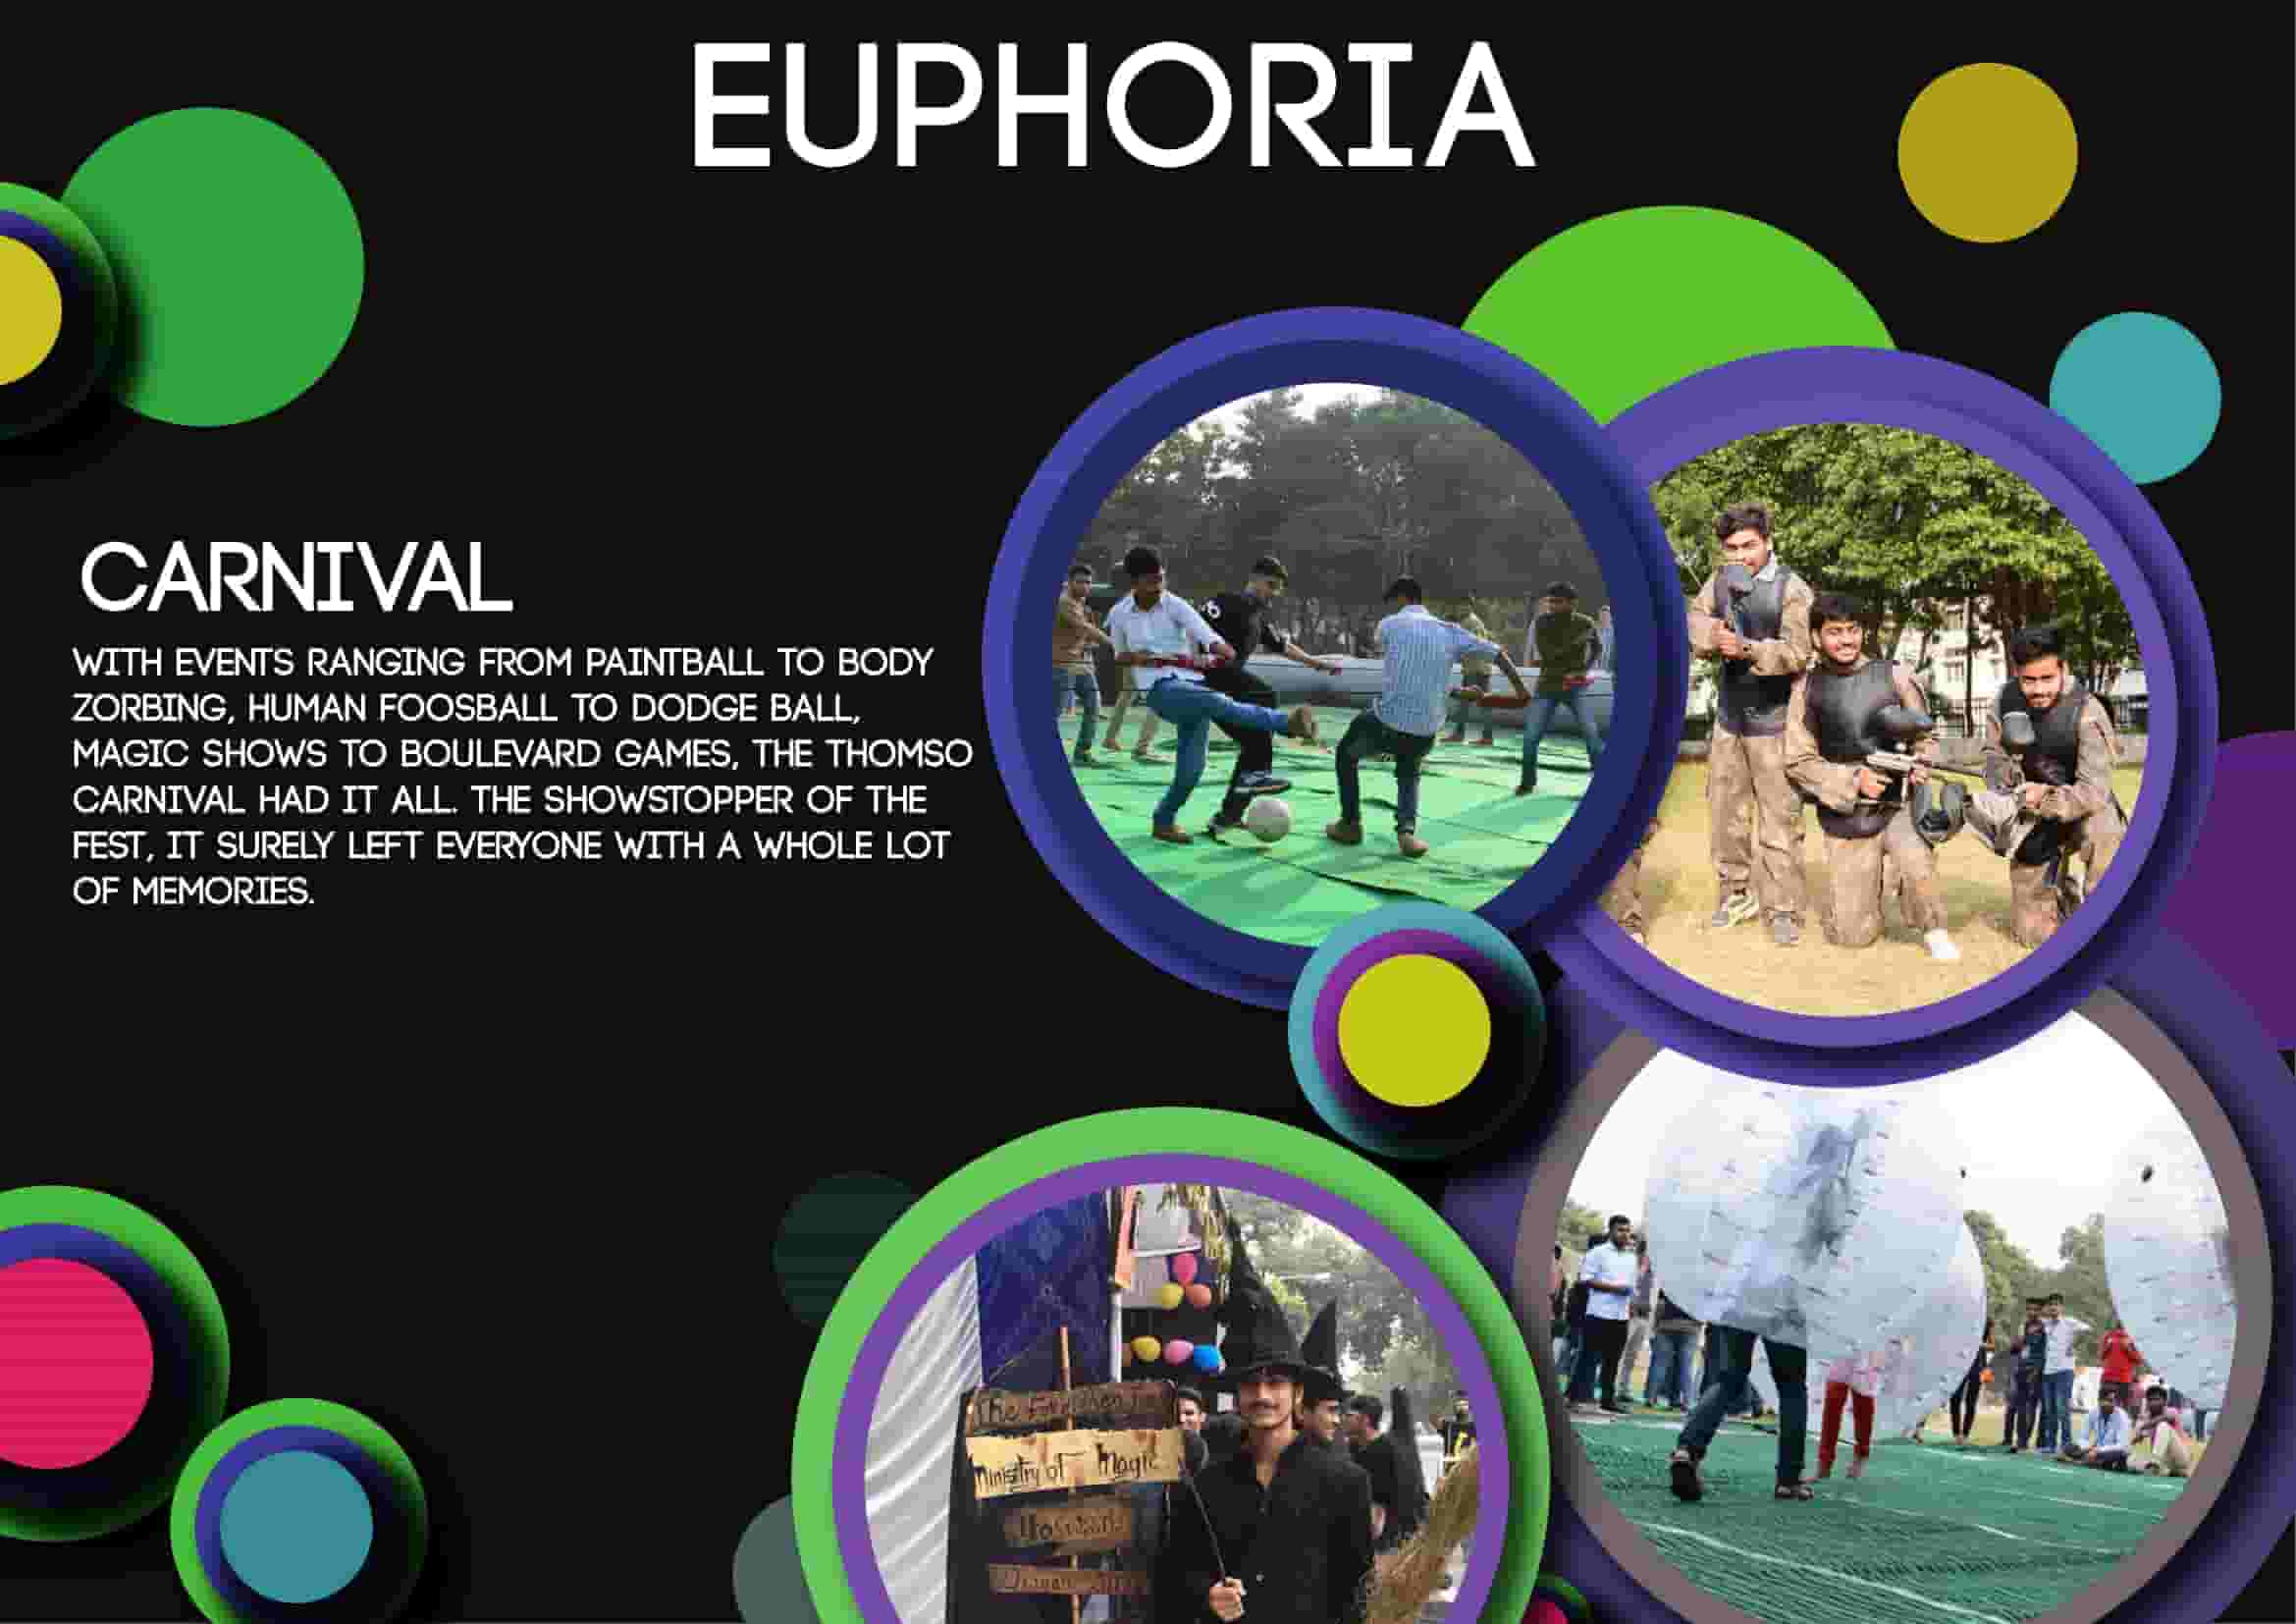 EUPHORIA
CARNIVAL
WITH EVENTS RANGING FROM PAINTBALL TO BODY
ZORBING, HUMAN FOOSBALL TO DODGE BALL,
MAGIC SHOWS TO BOULEVARD GAMES, THE THOMSO
CARNIVAL HAD IT ALL. THE SHOWSTOPPER OF THE
FEST, IT SURELY LEFT EVERYONE WITH A WHOLE LOT
OF MEMORIES.
The
Ministry of Magic